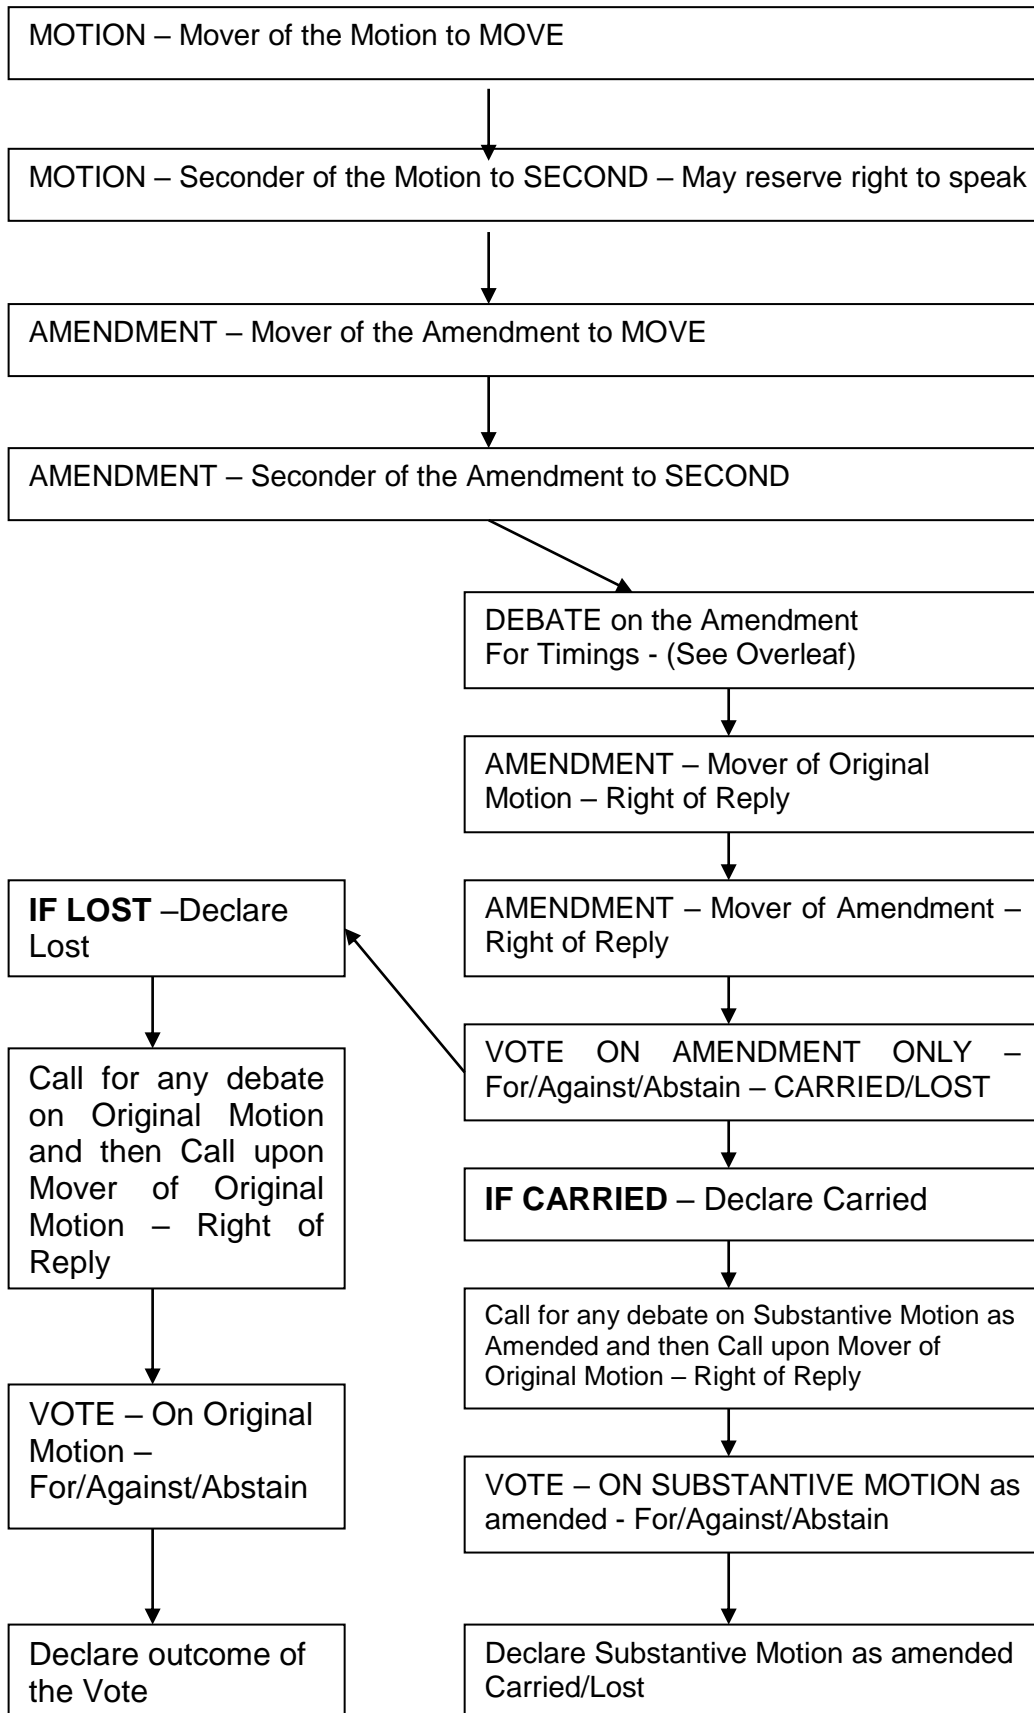 MOTION – Mover of the Motion to MOVE
MOTION – Seconder of the Motion to SECOND – May reserve right to speak
AMENDMENT – Mover of the Amendment to MOVE
AMENDMENT – Seconder of the Amendment to SECOND
DEBATE on the Amendment
For Timings - (See Overleaf)
AMENDMENT – Mover of Original
Motion – Right of Reply
AMENDMENT – Mover of Amendment –
Right of Reply
VOTE ON AMENDMENT ONLY –
For/Against/Abstain – CARRIED/LOST
IF LOST –Declare
Lost
Call for any debate
on Original Motion
and then Call upon
Mover of Original
Motion – Right of
Reply
VOTE – On Original
Motion –
For/Against/Abstain
Declare outcome of
the Vote
IF CARRIED – Declare Carried
Call for any debate on Substantive Motion as
Amended and then Call upon Mover of
Original Motion – Right of Reply
VOTE – ON SUBSTANTIVE MOTION as
amended - For/Against/Abstain
Declare Substantive Motion as amended
Carried/Lost